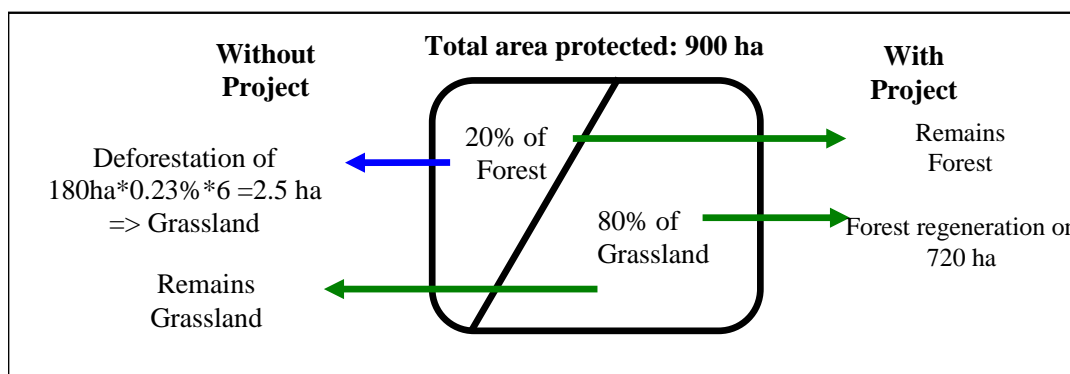 Without
Project
Total area protected: 900 ha
With
Project
Deforestation of
180ha*0.23%*6 =2.5 ha
=> Grassland
20% of
Forest
Remains
Forest
80% of
Grassland
Forest regeneration on
720 ha
Remains
Grassland